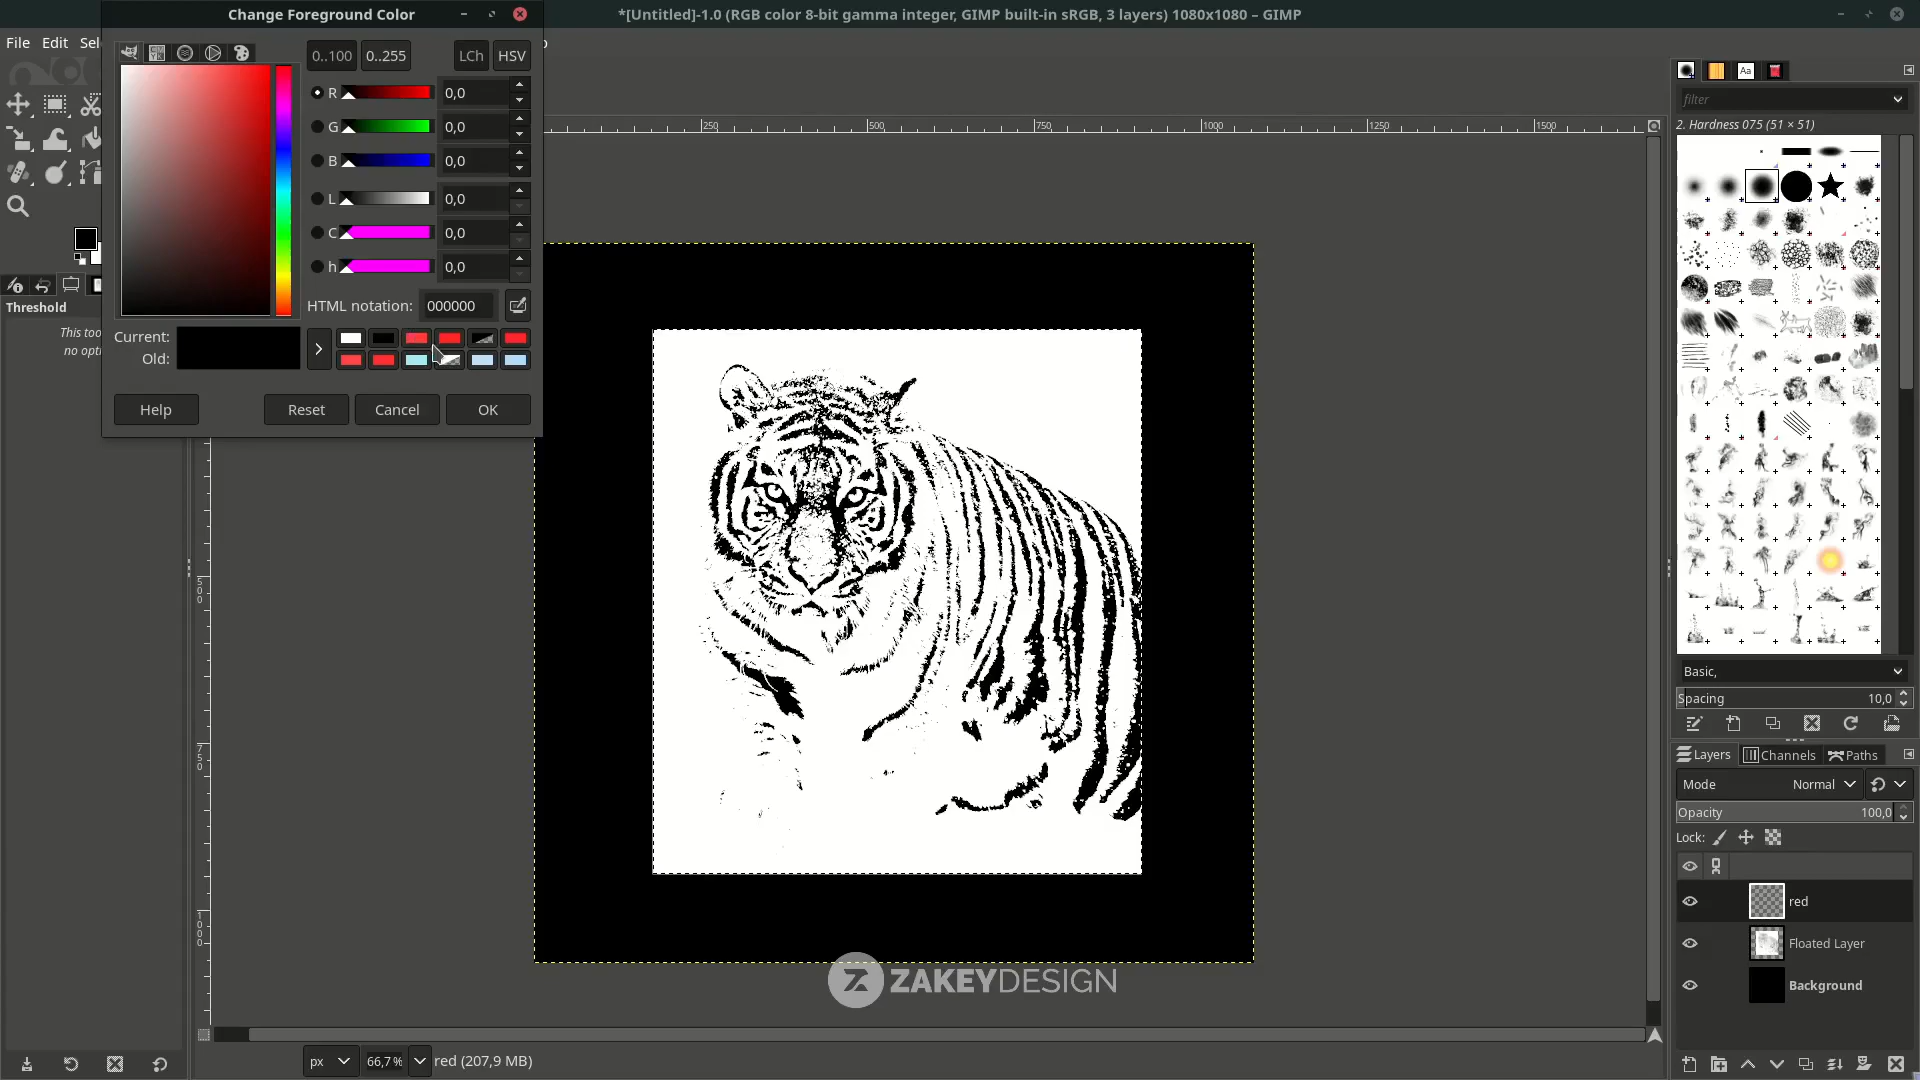 Change Foreground Color
*[Untitled]-1.0 (RGB color 8-bit gamma integer, GIMP built-in sRGB, 3 layers) 1080x1080 – GIMP
File Edit
0..100 0..255 LCh HSV
R 0,0
G 0,0
B 0,0
L 0,0
C 0,0
h 0,0
HTML notation: 000000
Current:
Old:
Help Reset Cancel OK
Threshold
This too
no opti
250 500 750 1000 1250 1500
500
750
1000
filter
2. Hardness 075 (51 × 51)
Aa
Basic,
Spacing 10,0
Layers Channels Paths
Mode Normal
Opacity 100,0
Lock:
red
Floated Layer
Background
ZAKEYDESIGN
px 66,7 % red (207,9 MB)